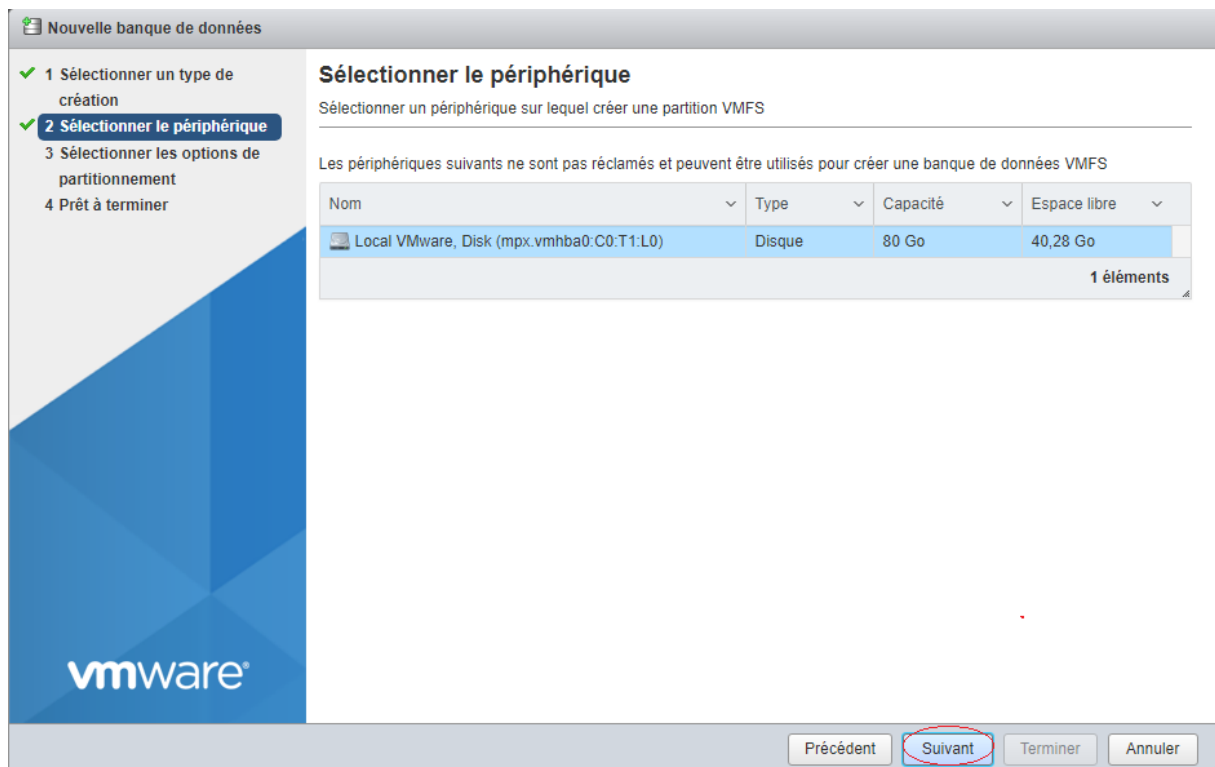 Nouvelle banque de données
1 Sélectionner un type de
création
2 Sélectionner le périphérique
3 Sélectionner les options de
partitionnement
4 Prêt à terminer
Sélectionner le périphérique
Sélectionner un périphérique sur lequel créer une partition VMFS
Les périphériques suivants ne sont pas réclamés et peuvent être utilisés pour créer une banque de données VMFS
Nom Type Capacité Espace libre
Local VMware, Disk (mpx.vmhba0:C0:T1:L0) Disque 80 Go 40,28 Go
1 éléments
vmware®
Précédent Suivant Terminer Annuler